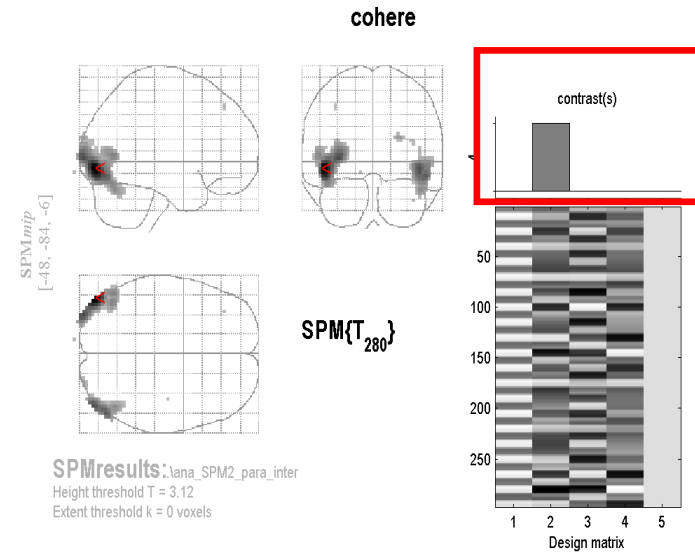 cohere
contrast(s)
4
SPMmip
[-48, -84, -6]
<
<
<
SPM{T280}
50
100
150
200
250
1 2 3 4 5
Design matrix
SPMresults:.\ana_SPM2_para_inter
Height threshold T = 3.12
Extent threshold k = 0 voxels